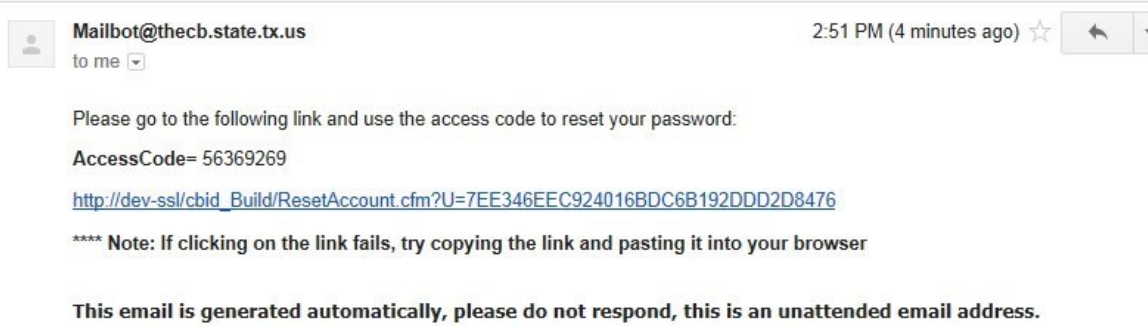 Mailbot@thecb.state.tx.us 2:51 PM (4 minutes ago)
to me
Please go to the following link and use the access code to reset your password:
AccessCode= 56369269
http://dev-ssl/cbid_Build/ResetAccount.cfm?U=7EE346EEC924016BDC6B192DDD2D8476
**** Note: If clicking on the link fails, try copying the link and pasting it into your browser
This email is generated automatically, please do not respond, this is an unattended email address.